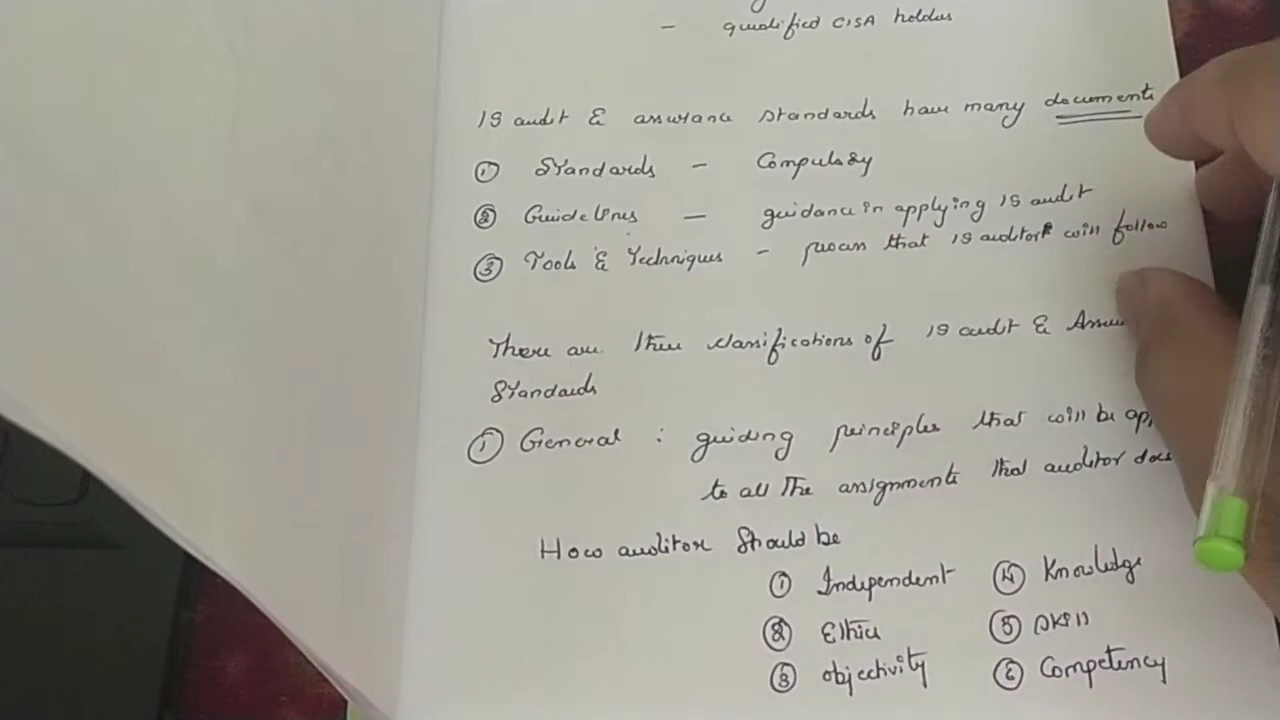 - qualified CISA holders
IS audit & assurance standards have many documents
① Standards - Compulsory
② Guidelines - guidance in applying IS audit
③ Tools & Techniques - that IS auditor will follow
There are three classifications of IS audit & Assu
Standards
① General : guiding principles that will be app
to all the assignments that auditor does
How auditor should be
① Independent ④ Knowledge
② Ethics ⑤ Skill
③ objectivity ⑥ Competency